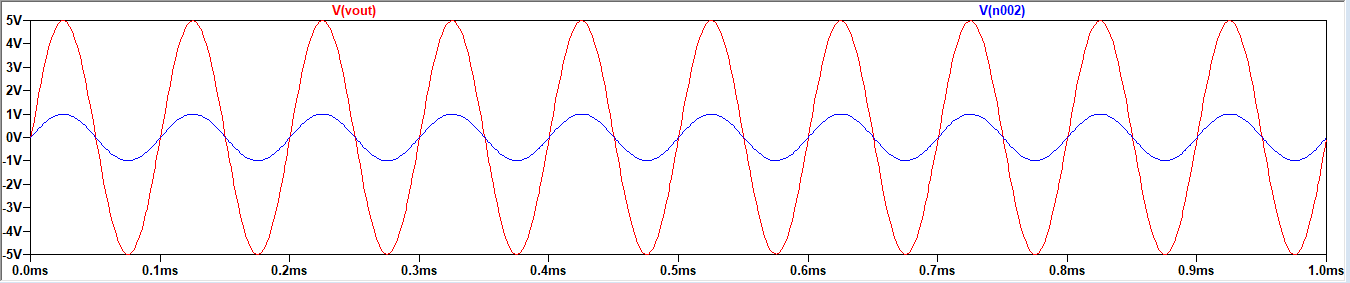 V(vout) V(n002)
5V
4V
3V
2V
1V
0V
-1V
-2V
-3V
-4V
-5V
0.0ms 0.1ms 0.2ms 0.3ms 0.4ms 0.5ms 0.6ms 0.7ms 0.8ms 0.9ms 1.0ms